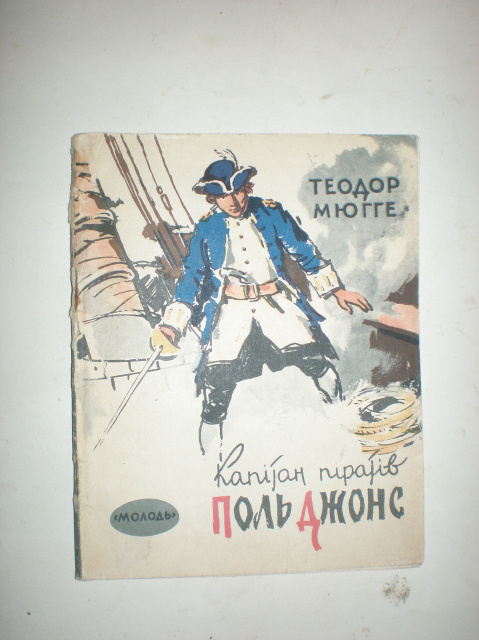 ТЕОДОР
МЮГГЕ
Капітан піратів
ПОЛЬ ДЖОНС
«МОЛОДЬ»